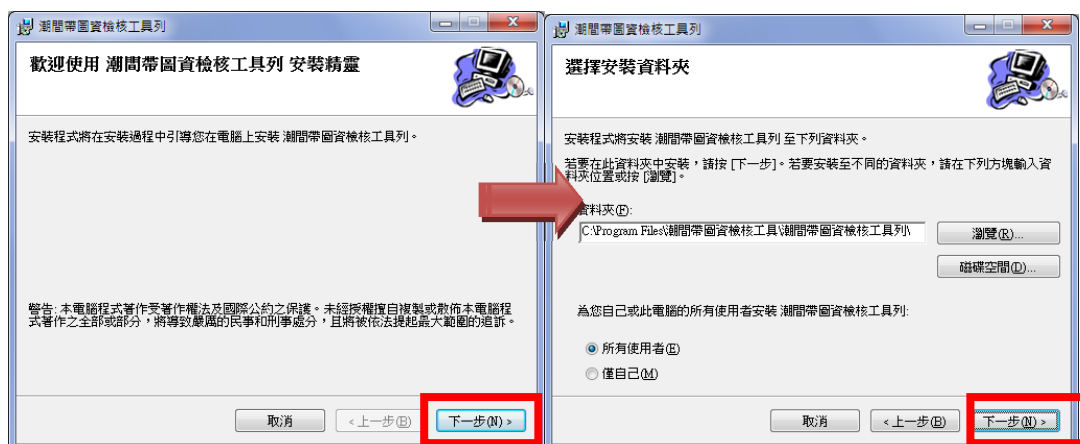 潮間帶圖資檢核工具列
歡迎使用 潮間帶圖資檢核工具列 安裝精靈
安裝程式將在安裝過程中引導您在電腦上安裝 潮間帶圖資檢核工具列。
警告: 本電腦程式著作受著作權法及國際公約之保護。未經授權擅自複製或散佈本電腦程
式著作之全部或部分，將導致嚴厲的民事和刑事處分，且將被依法提起最大範圍的追訴。
取消
<上一步(B)
下一步(N) >
潮間帶圖資檢核工具列
選擇安裝資料夾
安裝程式將安裝 潮間帶圖資檢核工具列 至下列資料夾。
若要在此資料夾中安裝，請按 [下一步]。若要安裝至不同的資料夾，請在下列方塊輸入資
料夾位置或按 [瀏覽]。
資料夾(F):
C:\Program Files\潮間帶圖資檢核工具\潮間帶圖資檢核工具列\
瀏覽(R)...
磁碟空間(D)...
為您自己或此電腦的所有使用者安裝 潮間帶圖資檢核工具列:
所有使用者(E)
僅自己(M)
取消
<上一步(B)
下一步(N) >